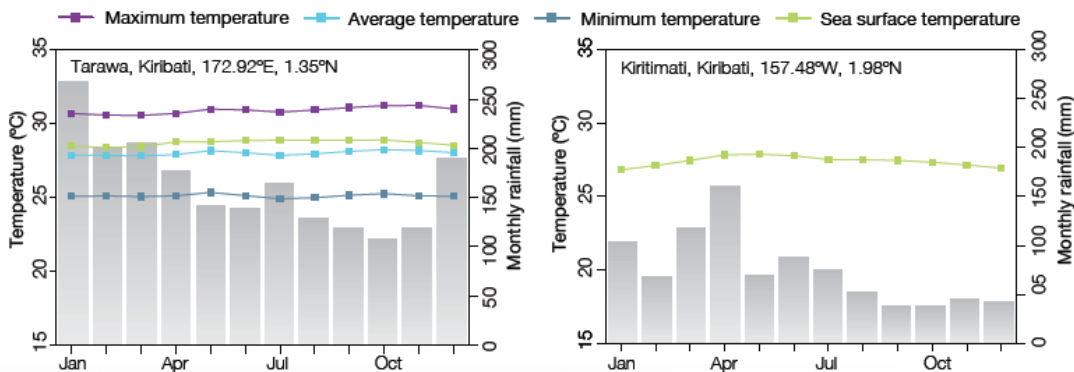 Maximum temperature Average temperature Minimum temperature Sea surface temperature
Tarawa, Kiribati, 172.92ºE, 1.35ºN
Temperature (ºC)
35
30
25
20
15
Monthly rainfall (mm)
300
250
200
150
100
50
0
Jan Apr Jul Oct
Kiritimati, Kiribati, 157.48ºW, 1.98ºN
Temperature (ºC)
35
30
25
20
15
Monthly rainfall (mm)
300
250
200
150
100
50
0
Jan Apr Jul Oct